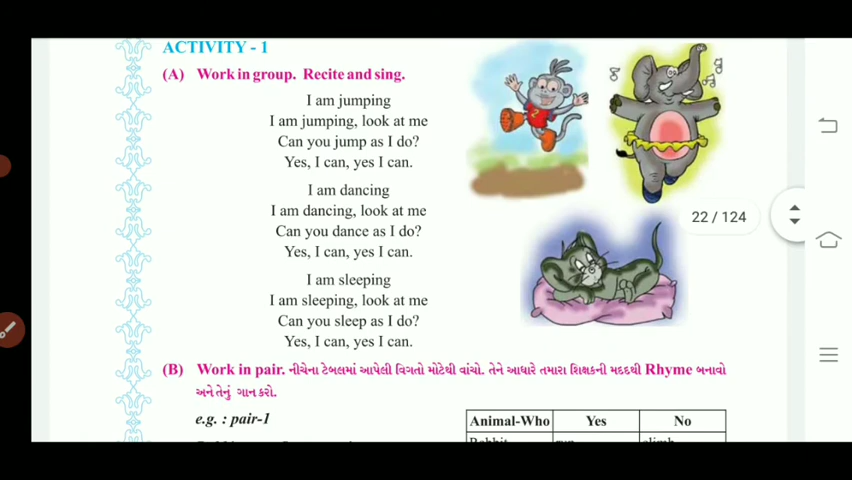 ACTIVITY - 1
(A) Work in group. Recite and sing.
I am jumping
I am jumping, look at me
Can you jump as I do?
Yes, I can, yes I can.
I am dancing
I am dancing, look at me
Can you dance as I do?
Yes, I can, yes I can.
I am sleeping
I am sleeping, look at me
Can you sleep as I do?
Yes, I can, yes I can.
2
22 / 124
(B) Work in pair. નીચેના ટેબલમાં આપેલી વિગતો મોટેથી વાંચો. તેને આધારે તમારા શિક્ષકની મદદથી Rhyme બનાવો
અને તેનું ગાન કરો.
e.g. : pair-1
Animal-Who Yes No
Rabbit run climb